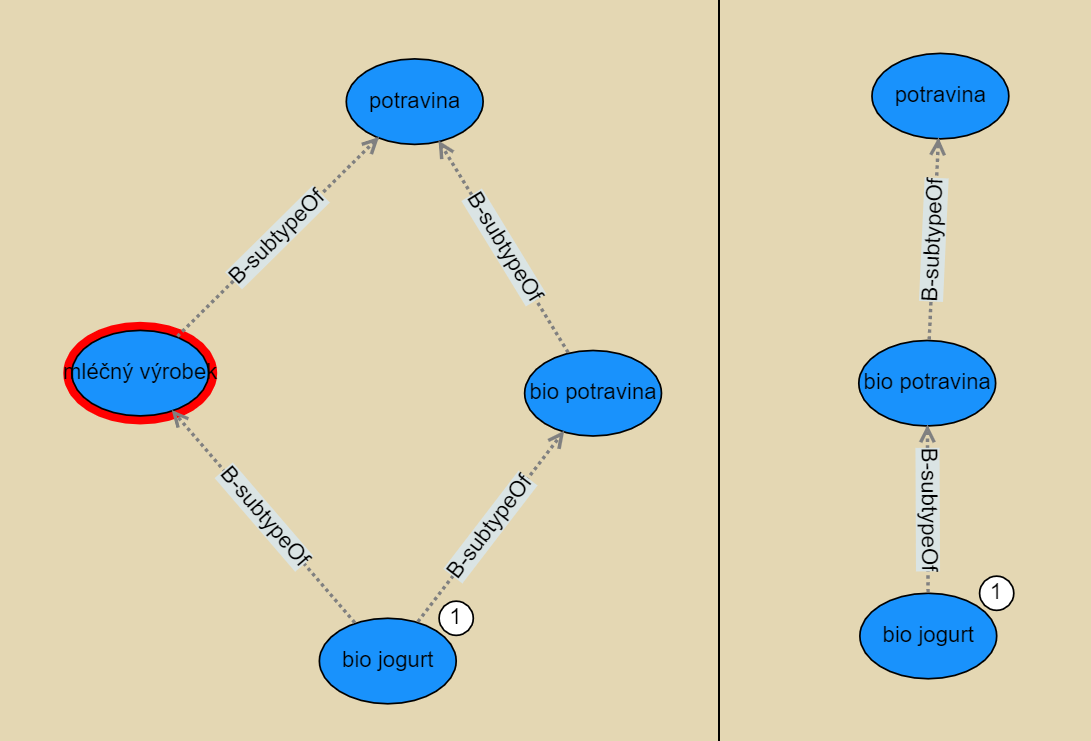 potravina
B-subtypeOf
B-subtypeOf
mléčný výrobek
bio potravina
B-subtypeOf
B-subtypeOf
1
bio jogurt
potravina
B-subtypeOf
bio potravina
B-subtypeOf
1
bio jogurt